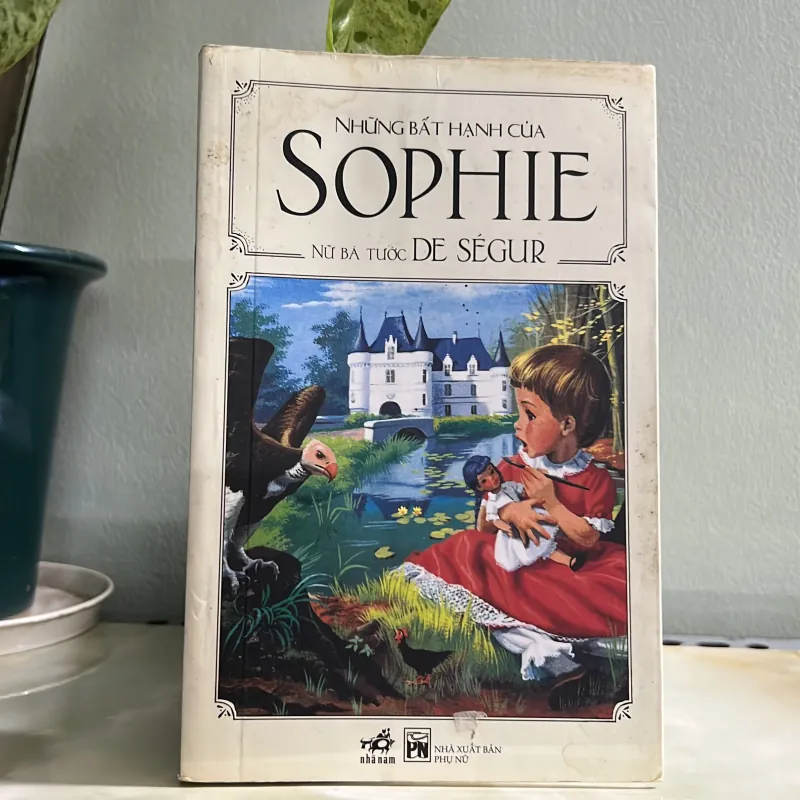 NHỮNG BẤT HẠNH CỦA
SOPHIE
NỮ BÁ TƯỚC DE SÉGUR
nhã nam
PN
NHÀ XUẤT BẢN
PHỤ NỮ